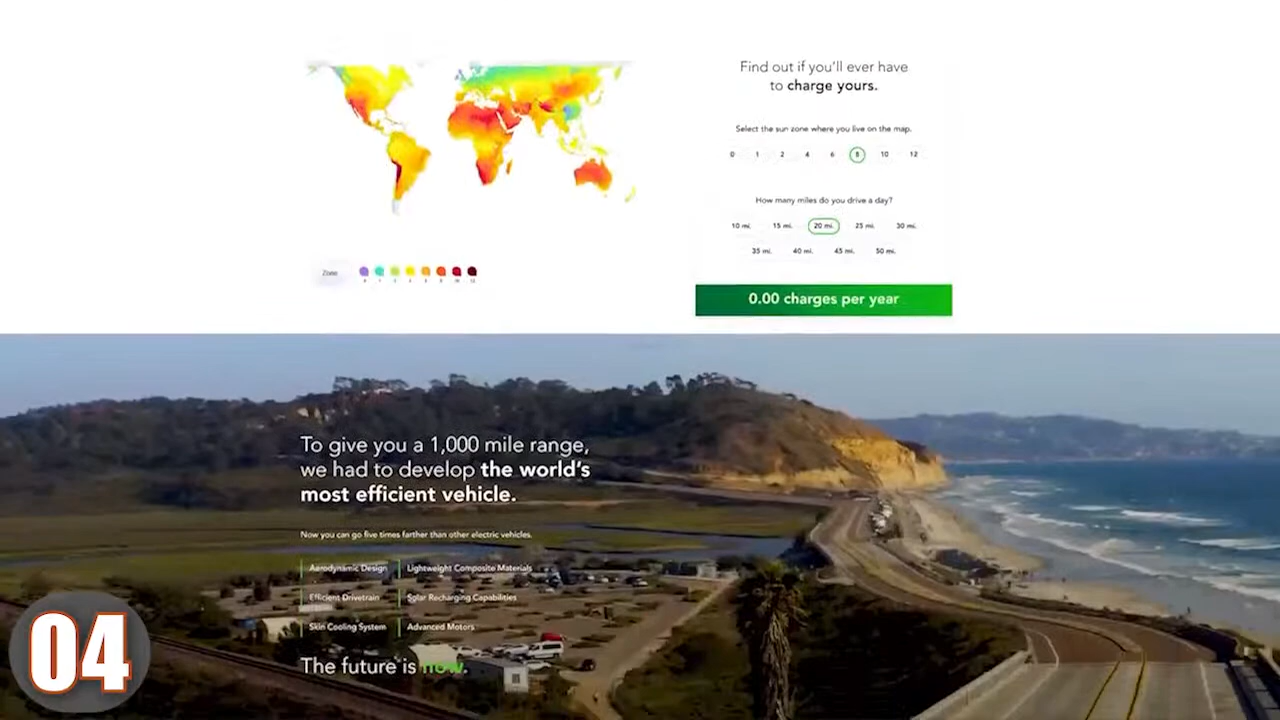 Find out if you'll ever have
to charge yours.
Select the sun zone where you live on the map.
0 1 2 4 6 8 10 12
How many miles do you drive a day?
10 mi. 15 mi. 20 mi. 25 mi. 30 mi.
35 mi. 40 mi. 45 mi. 50 mi.
Zone
0.00 charges per year
To give you a 1,000 mile range,
we had to develop the world's
most efficient vehicle.
Now you can go five times farther than other electric vehicles.
Aerodynamic Design Lightweight Composite Materials
Efficient Drivetrain Solar Recharging Capabilities
Skin Cooling System Advanced Motors
The future is now.
04